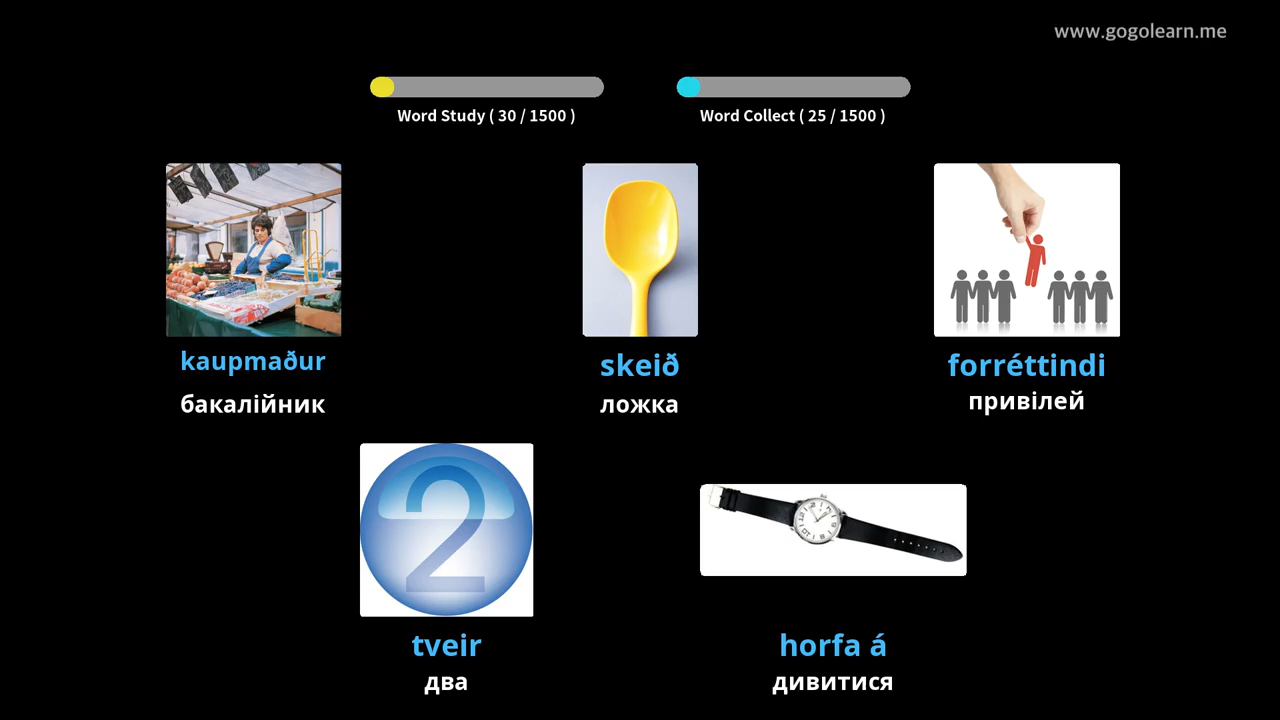 www.gogolearn.me
Word Study ( 30 / 1500 )
Word Collect ( 25 / 1500 )
kaupmaður
бакалійник
skeið
ложка
forréttindi
привілей
2
tveir
два
horfa á
дивитися